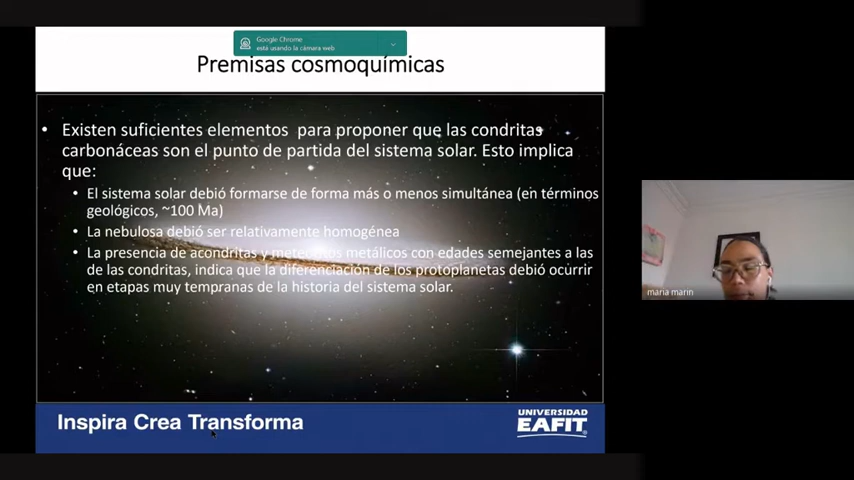 Google Chrome
está usando la cámara web
Premisas cosmoquímicas
• Existen suficientes elementos para proponer que las condritas
carbonáceas son el punto de partida del sistema solar. Esto implica
que:
• El sistema solar debió formarse de forma más o menos simultánea (en términos
geológicos, ~100 Ma)
• La nebulosa debió ser relativamente homogénea
• La presencia de acondritas y meteoritos metálicos con edades semejantes a las
de las condritas, indica que la diferenciación de los protoplanetas debió ocurrir
en etapas muy tempranas de la historia del sistema solar.
maria marin
Inspira Crea Transforma
UNIVERSIDAD
EAFIT